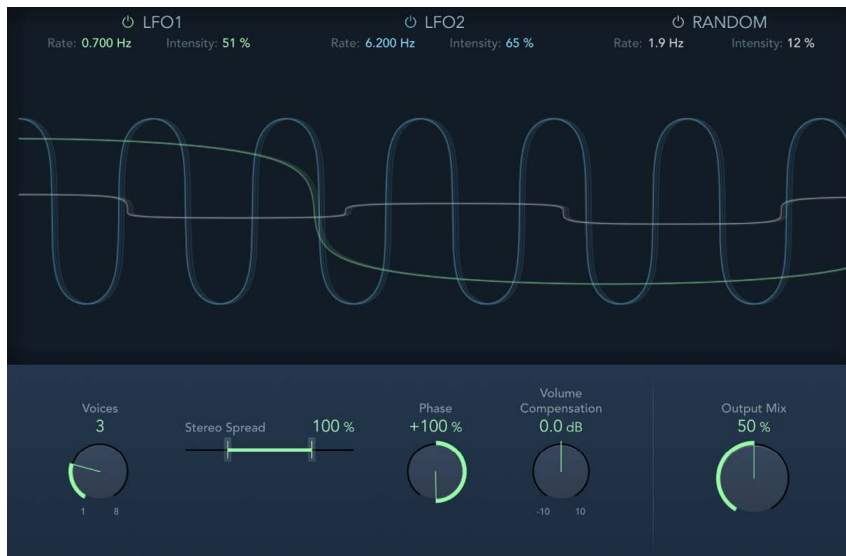 LFO1 LFO2 RANDOM
Rate: 0.700 Hz Intensity: 51 % Rate: 6.200 Hz Intensity: 65 % Rate: 1.9 Hz Intensity: 12 %
Volume
Voices Phase Compensation Output Mix
3 Stereo Spread 100 % +100 % 0.0 dB 50 %
1 8 -10 10